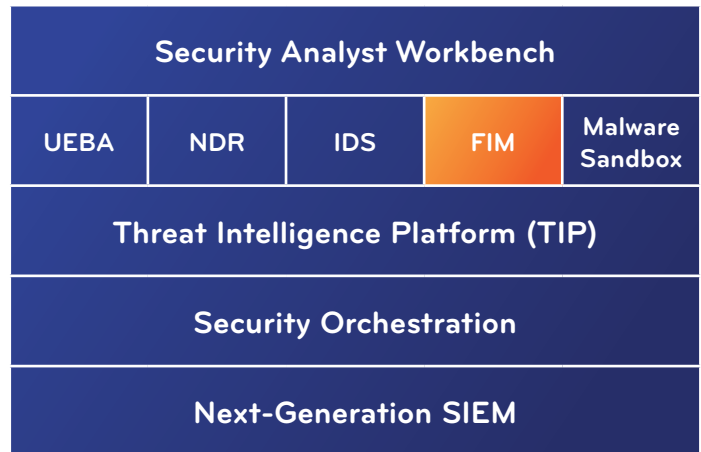 Security Analyst Workbench
UEBA
NDR
IDS
FIM
Malware
Sandbox
Threat Intelligence Platform (TIP)
Security Orchestration
Next-Generation SIEM